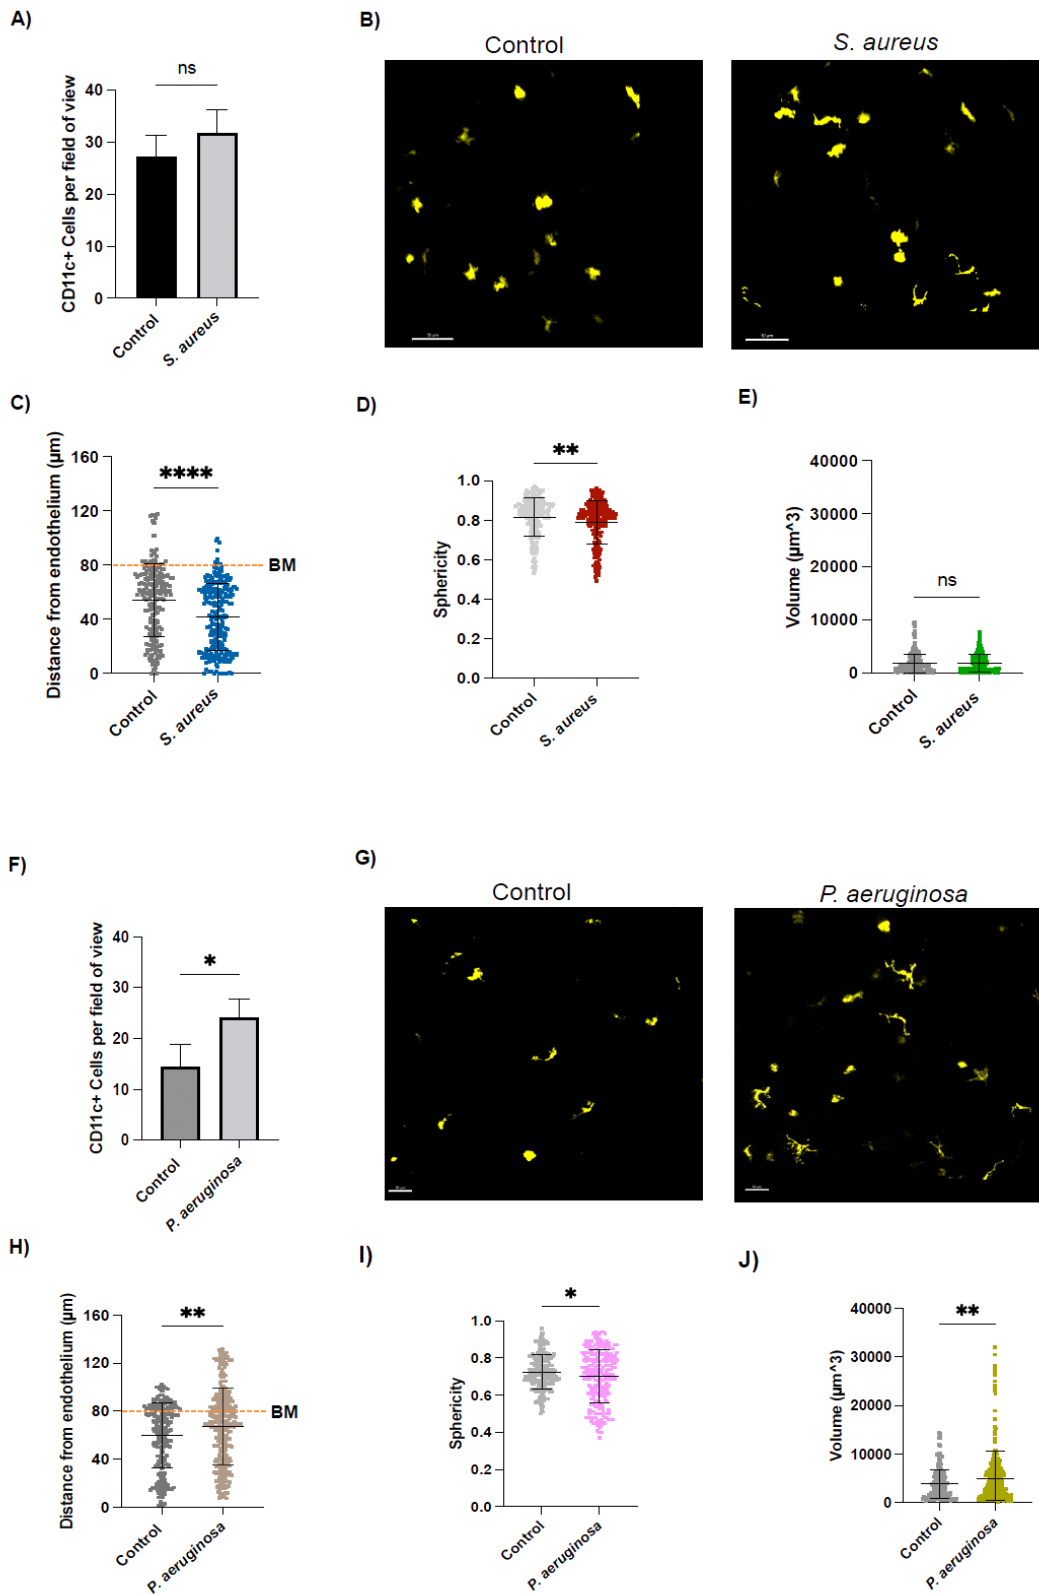 A)
ns
CD11c+ Cells per field of view
40
30
20
10
0
Control
S. aureus
B)
Control
S. aureus
C)
Distance from endothelium (µm)
160
120
80
40
0
****
BM
Control
S. aureus
D)
**
Sphericity
1.0
0.8
0.6
0.4
0.2
0.0
Control
S. aureus
E)
Volume (µm^3)
40000
30000
20000
10000
0
ns
Control
S. aureus
F)
CD11c+ Cells per field of view
40
30
20
10
0
*
Control
P. aeruginosa
G)
Control
P. aeruginosa
H)
Distance from endothelium (µm)
160
120
80
40
0
**
BM
Control
P. aeruginosa
I)
*
Sphericity
1.0
0.8
0.6
0.4
0.2
0.0
Control
P. aeruginosa
J)
**
Volume (µm^3)
40000
30000
20000
10000
0
Control
P. aeruginosa